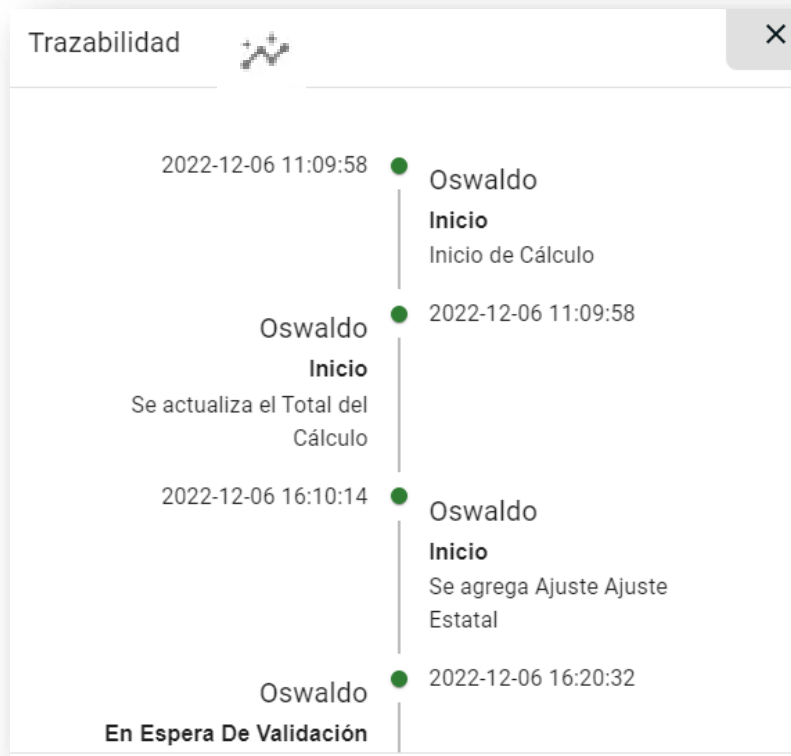 Trazabilidad
2022-12-06 11:09:58
Oswaldo
Inicio
Inicio de Cálculo
2022-12-06 11:09:58
Oswaldo
Inicio
Se actualiza el Total del
Cálculo
2022-12-06 16:10:14
Oswaldo
Inicio
Se agrega Ajuste Ajuste
Estatal
2022-12-06 16:20:32
Oswaldo
En Espera De Validación